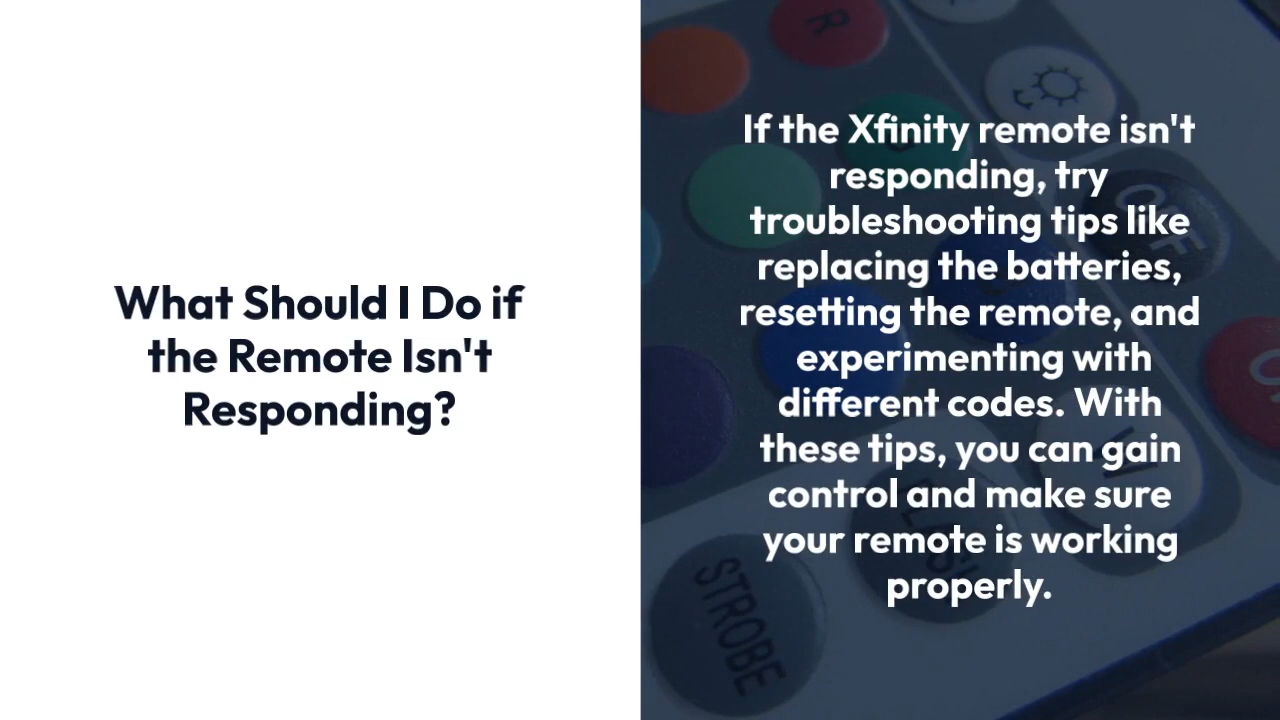 What Should I Do if
the Remote Isn't
Responding?
If the Xfinity remote isn't
responding, try
troubleshooting tips like
replacing the batteries,
resetting the remote, and
experimenting with
different codes. With
these tips, you can gain
control and make sure
your remote is working
properly.
R
OFF
W
STROBE